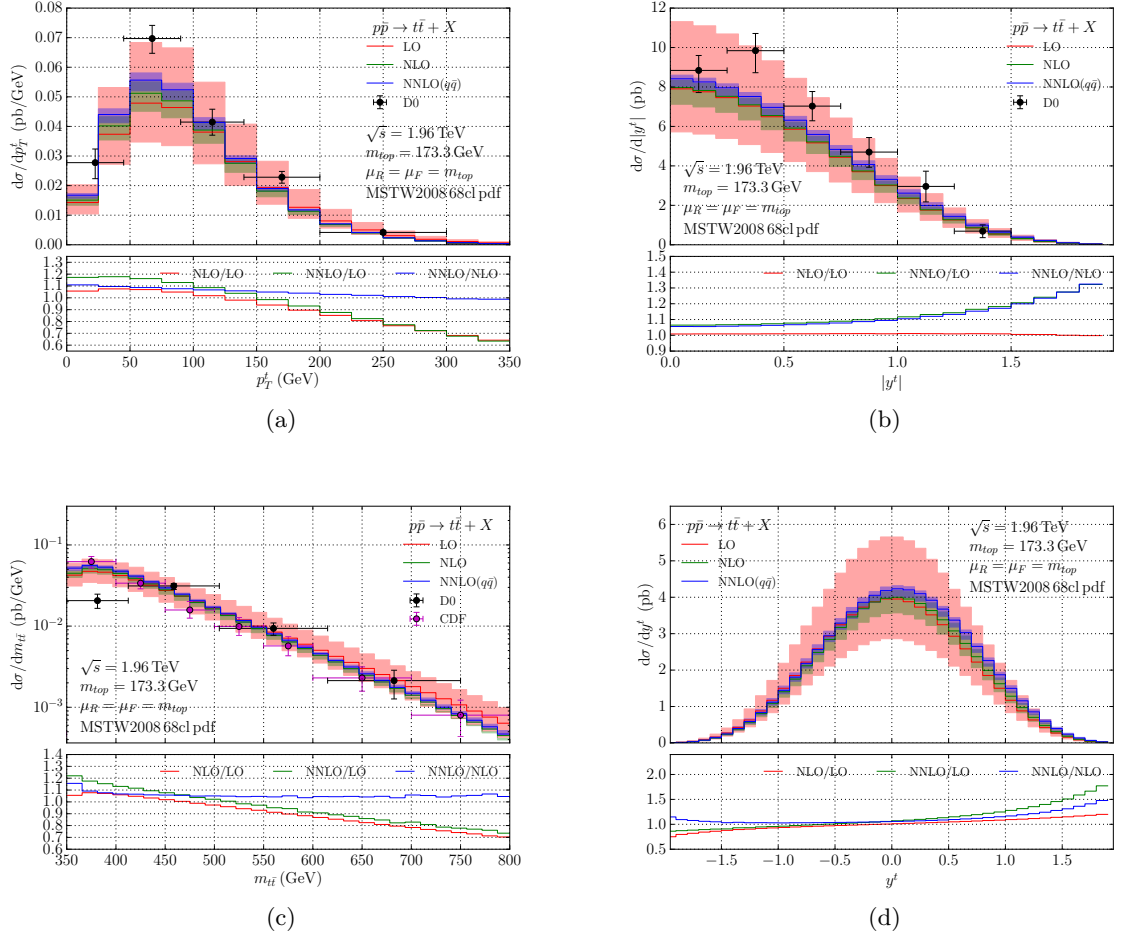 pp̄ → tt̄ + X
LO
NLO
NNLO(qq̄)
D0
√s = 1.96 TeV
m_top = 173.3 GeV
μ_R = μ_F = m_top
MSTW2008 68cl pdf
dσ/dp_T^t (pb/GeV)
0.08
0.07
0.06
0.05
0.04
0.03
0.02
0.01
0.00
NLO/LO NNLO/LO NNLO/NLO
1.3
1.2
1.1
1.0
0.9
0.8
0.7
0.6
0 50 100 150 200 250 300 350
p_T^t (GeV)
(a)
pp̄ → tt̄ + X
LO
NLO
NNLO(qq̄)
D0
√s = 1.96 TeV
m_top = 173.3 GeV
μ_R = μ_F = m_top
MSTW2008 68cl pdf
dσ/d|y^t| (pb)
12
10
8
6
4
2
0
NLO/LO NNLO/LO NNLO/NLO
1.5
1.4
1.3
1.2
1.1
1.0
0.9
0.0 0.5 1.0 1.5
|y^t|
(b)
pp̄ → tt̄ + X
LO
NLO
NNLO(qq̄)
D0
CDF
√s = 1.96 TeV
m_top = 173.3 GeV
μ_R = μ_F = m_top
MSTW2008 68cl pdf
dσ/dm_tt̄ (pb/GeV)
10⁻¹
10⁻²
10⁻³
NLO/LO NNLO/LO NNLO/NLO
1.4
1.3
1.2
1.1
1.0
0.9
0.8
0.7
0.6
350 400 450 500 550 600 650 700 750 800
m_tt̄ (GeV)
(c)
pp̄ → tt̄ + X
LO
NLO
NNLO(qq̄)
√s = 1.96 TeV
m_top = 173.3 GeV
μ_R = μ_F = m_top
MSTW2008 68cl pdf
dσ/dy^t (pb)
6
5
4
3
2
1
0
NLO/LO NNLO/LO NNLO/NLO
2.0
1.5
1.0
0.5
−1.5 −1.0 −0.5 0.0 0.5 1.0 1.5
y^t
(d)